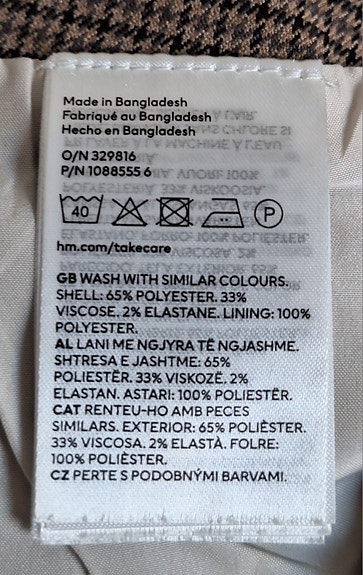 Made in Bangladesh
Fabriqué au Bangladesh
Hecho en Bangladesh
O/N 329816
P/N 1088555 6
40
P
hm.com/takecare
GB WASH WITH SIMILAR COLOURS.
SHELL: 65% POLYESTER. 33%
VISCOSE. 2% ELASTANE. LINING: 100%
POLYESTER.
AL LANI ME NGJYRA TË NGJASHME.
SHTRESA E JASHTME: 65%
POLIESTËR. 33% VISKOZË. 2%
ELASTAN. ASTARI: 100% POLIESTËR.
CAT RENTEU-HO AMB PECES
SIMILARS. EXTERIOR: 65% POLIÈSTER.
33% VISCOSA. 2% ELASTÀ. FOLRE:
100% POLIÈSTER.
CZ PERTE S PODOBNÝMI BARVAMI.